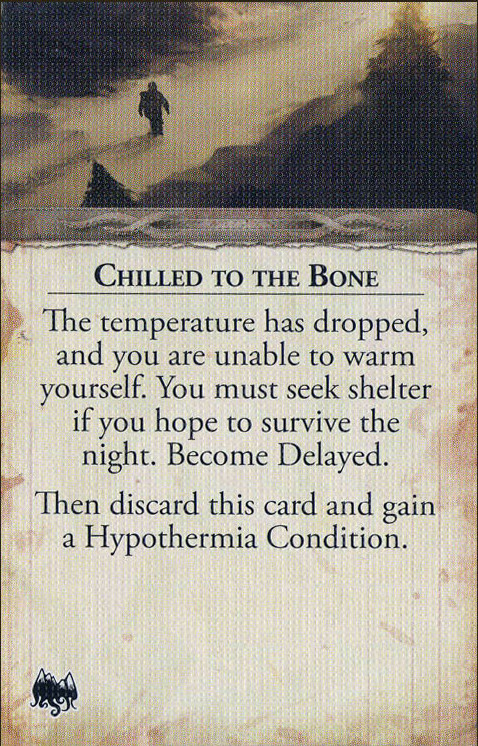 Chilled to the Bone
The temperature has dropped,
and you are unable to warm
yourself. You must seek shelter
if you hope to survive the
night. Become Delayed.
Then discard this card and gain
a Hypothermia Condition.